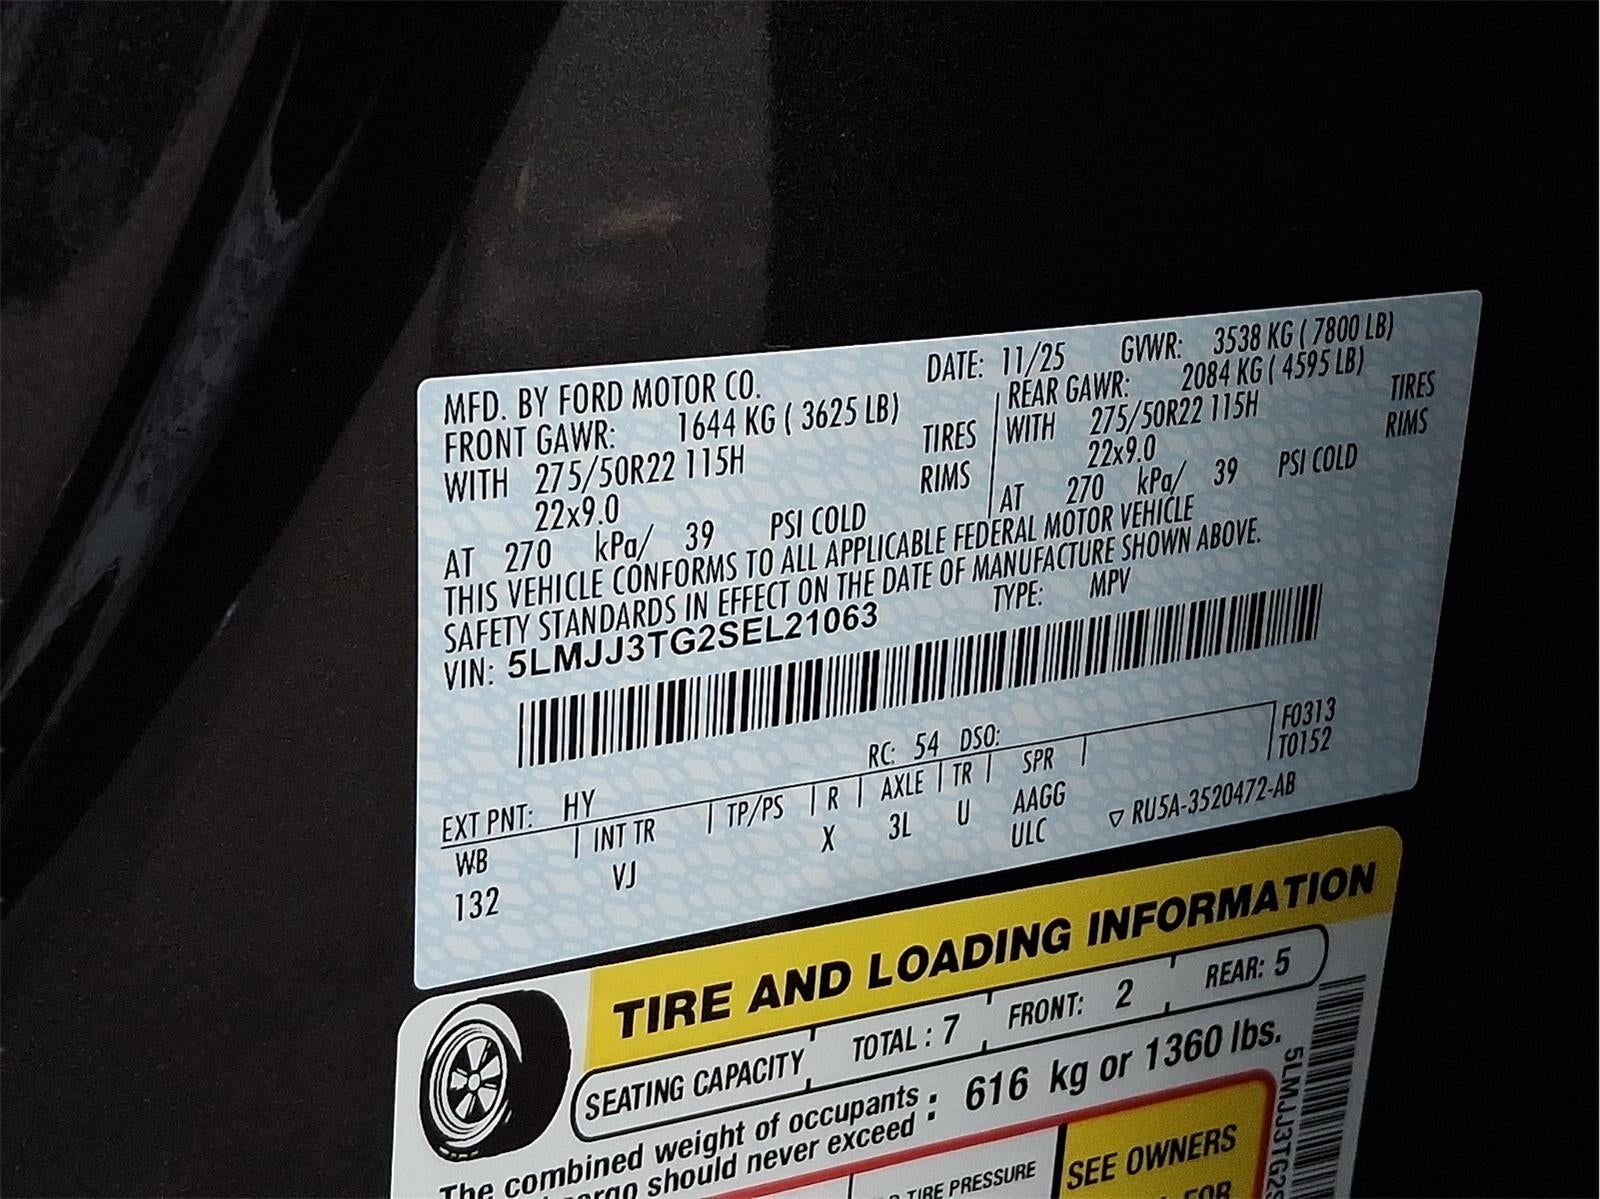 MFD. BY FORD MOTOR CO. DATE: 11/25 GVWR: 3538 KG ( 7800 LB)
FRONT GAWR: 1644 KG ( 3625 LB) REAR GAWR: 2084 KG ( 4595 LB)
WITH 275/50R22 115H TIRES WITH 275/50R22 115H TIRES
22x9.0 RIMS 22x9.0 RIMS
AT 270 kPa/ 39 PSI COLD AT 270 kPa/ 39 PSI COLD
THIS VEHICLE CONFORMS TO ALL APPLICABLE FEDERAL MOTOR VEHICLE
SAFETY STANDARDS IN EFFECT ON THE DATE OF MANUFACTURE SHOWN ABOVE.
VIN: 5LMJJ3TG2SEL21063 TYPE: MPV
EXT PNT: HY RC: 54 DSO: F0313
WB INT TR TP/PS R AXLE TR SPR T0152
132 VJ X 3L U AAGG
ULC ▽ RU5A-3520472-AB
TIRE AND LOADING INFORMATION
SEATING CAPACITY TOTAL : 7 FRONT: 2 REAR: 5
The combined weight of occupants : 616 kg or 1360 lbs.
should never exceed
TIRE PRESSURE SEE OWNERS
FOR
5LMJJ3TG2S